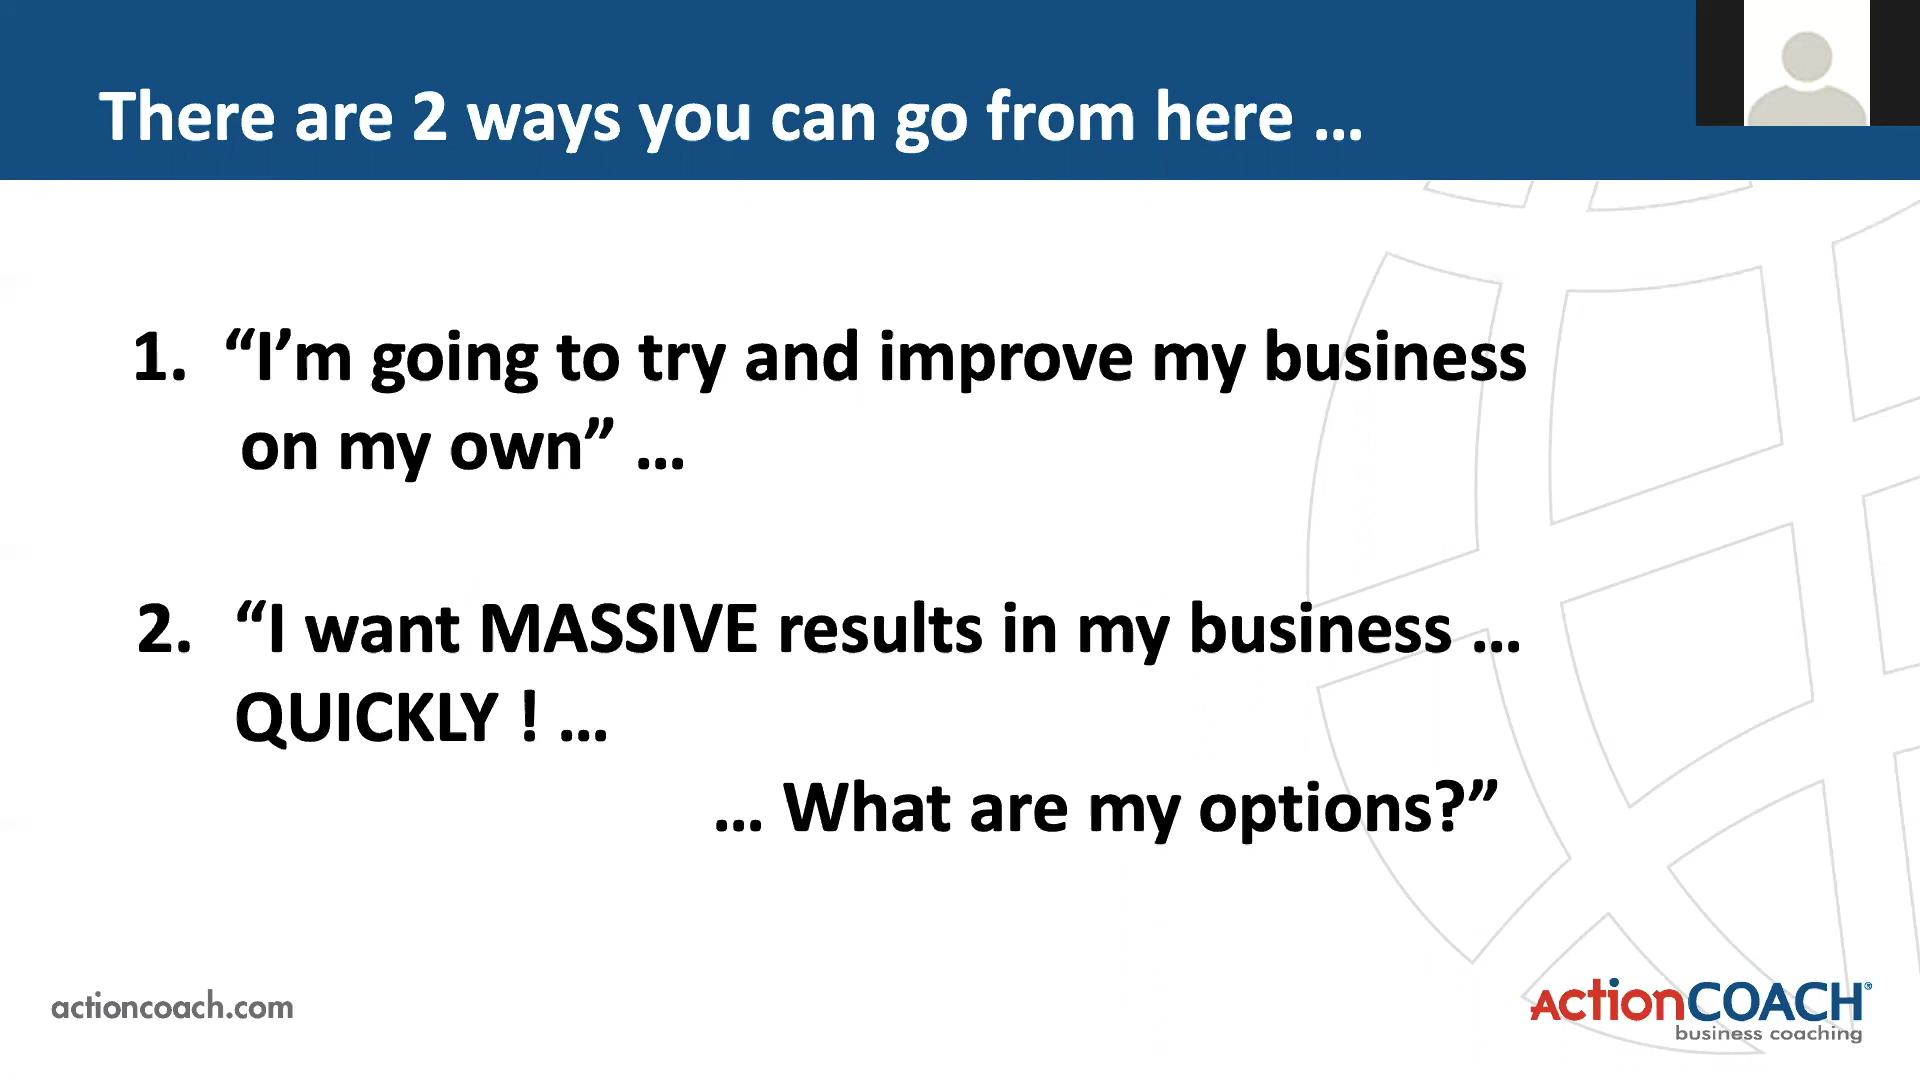 There are 2 ways you can go from here ...
1. “I’m going to try and improve my business
on my own” ...
2. “I want MASSIVE results in my business ...
QUICKLY ! ...
... What are my options?”
actioncoach.com
ActionCOACH®
business coaching